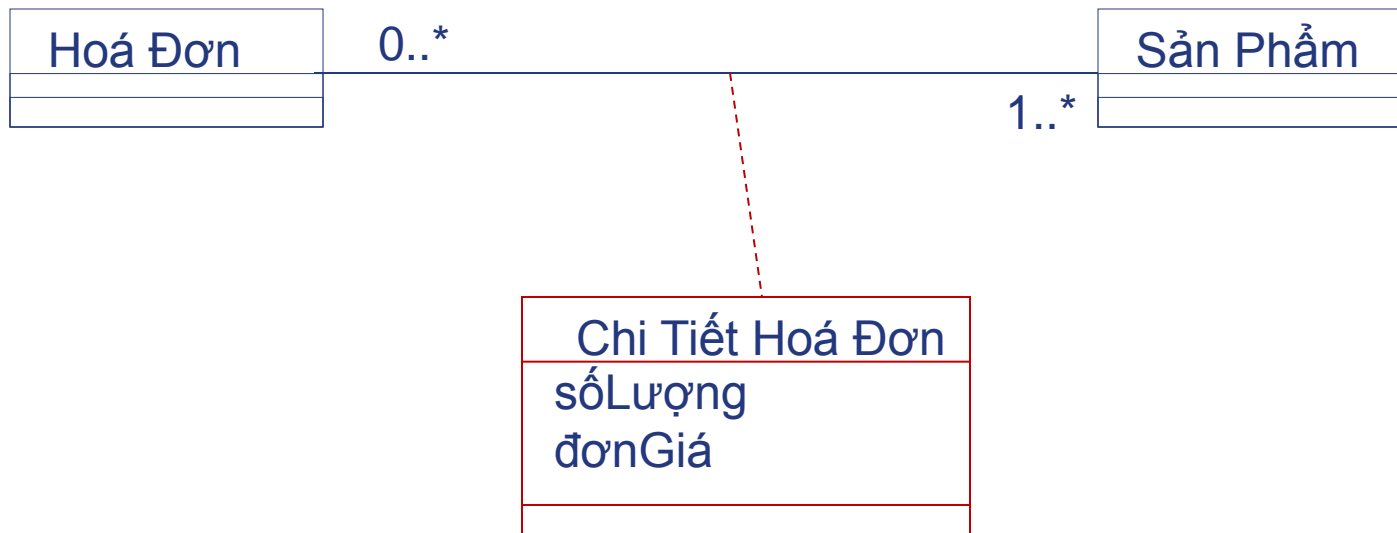 Hoá Đơn
0..*
Sản Phẩm
1..*
Chi Tiết Hoá Đơn
sốLượng
đơnGiá